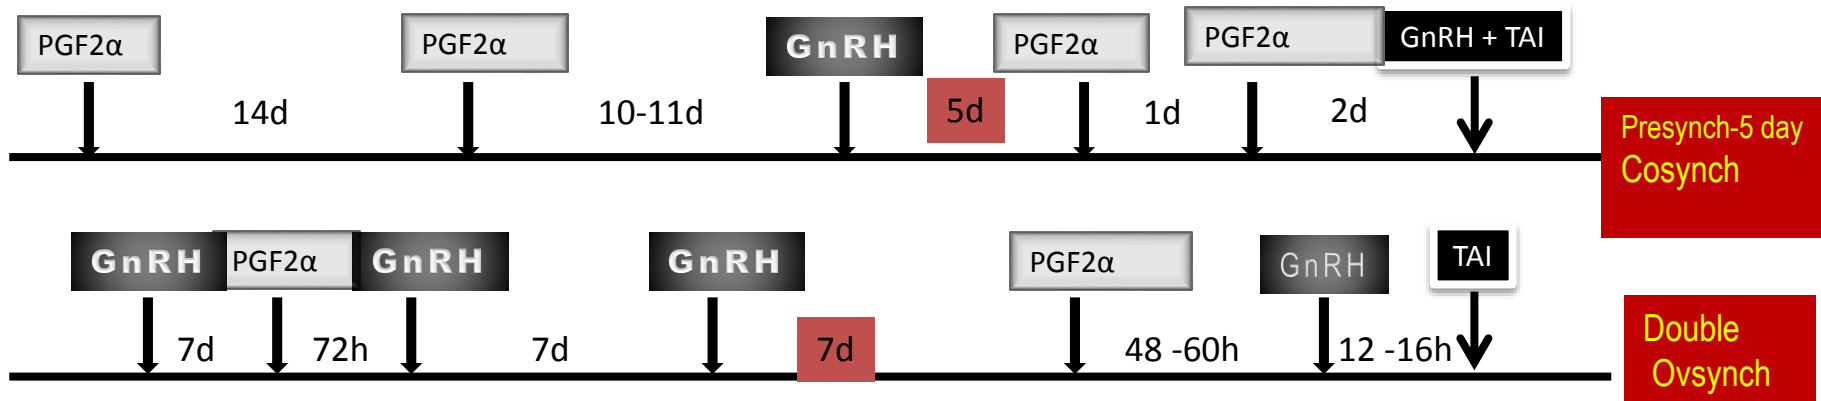 PGF2α
PGF2α
GnRH
PGF2α
PGF2α
GnRH + TAI
14d
10-11d
5d
1d
2d
Presynch-5 day
Cosynch
GnRH
PGF2α
GnRH
GnRH
PGF2α
GnRH
TAI
7d
72h
7d
7d
48 -60h
12 -16h
Double
Ovsynch